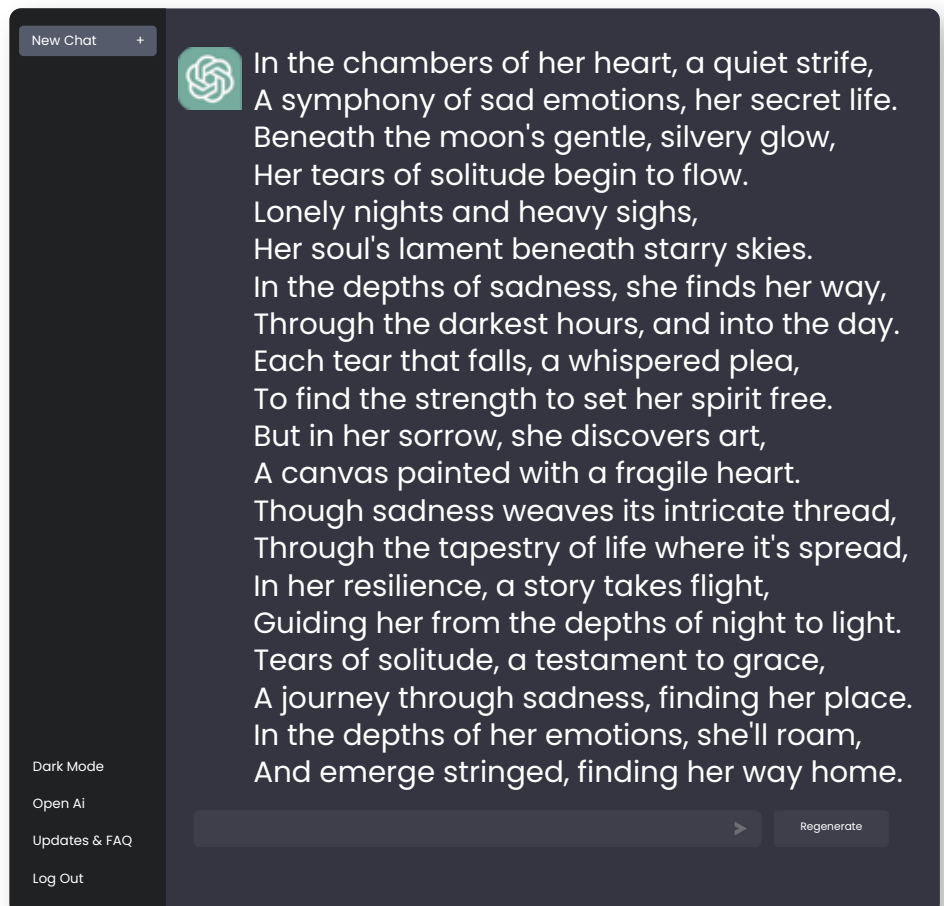 New Chat +
In the chambers of her heart, a quiet strife,
A symphony of sad emotions, her secret life.
Beneath the moon's gentle, silvery glow,
Her tears of solitude begin to flow.
Lonely nights and heavy sighs,
Her soul's lament beneath starry skies.
In the depths of sadness, she finds her way,
Through the darkest hours, and into the day.
Each tear that falls, a whispered plea,
To find the strength to set her spirit free.
But in her sorrow, she discovers art,
A canvas painted with a fragile heart.
Though sadness weaves its intricate thread,
Through the tapestry of life where it's spread,
In her resilience, a story takes flight,
Guiding her from the depths of night to light.
Tears of solitude, a testament to grace,
A journey through sadness, finding her place.
In the depths of her emotions, she'll roam,
And emerge stringed, finding her way home.
Regenerate
Dark Mode
Open Ai
Updates & FAQ
Log Out